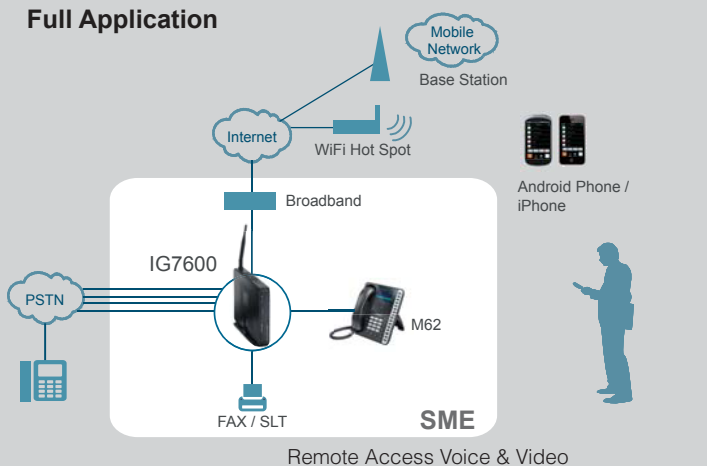 Full Application
Mobile
Network
Base Station
Internet
WiFi Hot Spot
Android Phone /
iPhone
Broadband
IG7600
PSTN
M62
FAX / SLT
SME
Remote Access Voice & Video